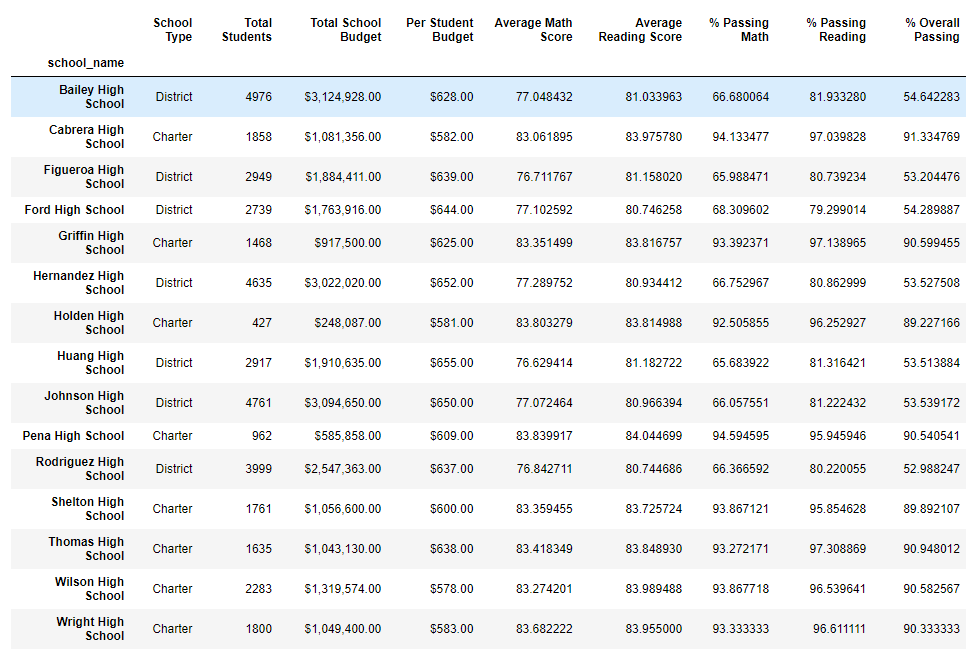 School Type Total Students Total School Budget Per Student Budget Average Math Score Average Reading Score % Passing Math % Passing Reading % Overall Passing
school_name
Bailey High School District 4976 $3,124,928.00 $628.00 77.048432 81.033963 66.680064 81.933280 54.642283
Cabrera High School Charter 1858 $1,081,356.00 $582.00 83.061895 83.975780 94.133477 97.039828 91.334769
Figueroa High School District 2949 $1,884,411.00 $639.00 76.711767 81.158020 65.988471 80.739234 53.204476
Ford High School District 2739 $1,763,916.00 $644.00 77.102592 80.746258 68.309602 79.299014 54.289887
Griffin High School Charter 1468 $917,500.00 $625.00 83.351499 83.816757 93.392371 97.138965 90.599455
Hernandez High School District 4635 $3,022,020.00 $652.00 77.289752 80.934412 66.752967 80.862999 53.527508
Holden High School Charter 427 $248,087.00 $581.00 83.803279 83.814988 92.505855 96.252927 89.227166
Huang High School District 2917 $1,910,635.00 $655.00 76.629414 81.182722 65.683922 81.316421 53.513884
Johnson High School District 4761 $3,094,650.00 $650.00 77.072464 80.966394 66.057551 81.222432 53.539172
Pena High School Charter 962 $585,858.00 $609.00 83.839917 84.044699 94.594595 95.945946 90.540541
Rodriguez High School District 3999 $2,547,363.00 $637.00 76.842711 80.744686 66.366592 80.220055 52.988247
Shelton High School Charter 1761 $1,056,600.00 $600.00 83.359455 83.725724 93.867121 95.854628 89.892107
Thomas High School Charter 1635 $1,043,130.00 $638.00 83.418349 83.848930 93.272171 97.308869 90.948012
Wilson High School Charter 2283 $1,319,574.00 $578.00 83.274201 83.989488 93.867718 96.539641 90.582567
Wright High School Charter 1800 $1,049,400.00 $583.00 83.682222 83.955000 93.333333 96.611111 90.333333